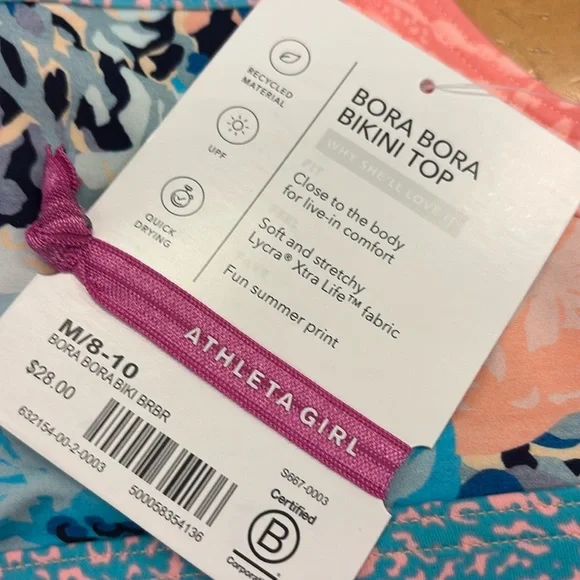 RECYCLED
MATERIAL
UPF
QUICK
DRYING
BORA BORA
BIKINI TOP
WHY SHE'LL LOVE IT
Close to the body
for live-in comfort
Soft and stretchy
Lycra® Xtra Life™ fabric
Fun summer print
ATHLETA GIRL
M/8-10
BORA BORA BIKI BRBR
$28.00
632154-00-2-0003
500058354136
S667-0003
Certified
B
Corporation